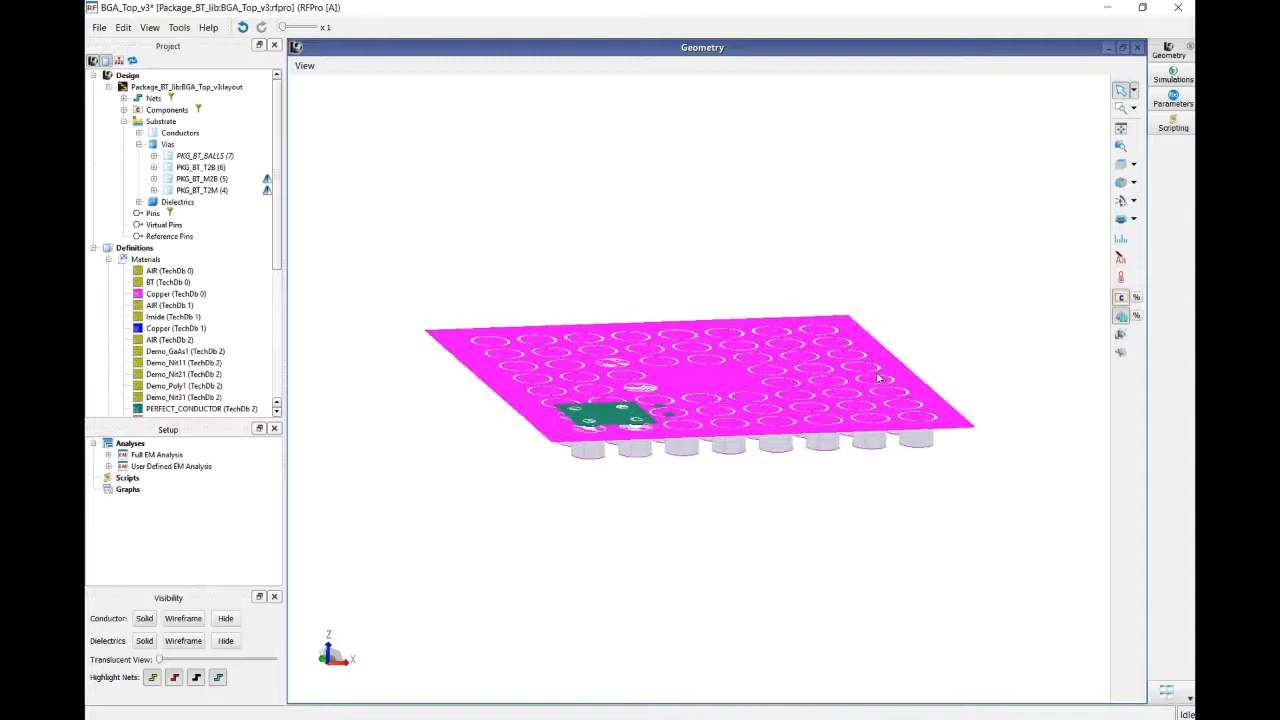 BGA_Top_v3* [Package_BT_lib:BGA_Top_v3:rfpro] (RFPro [A])
File Edit View Tools Help x 1
Project
Design
Package_BT_lib:BGA_Top_v3:layout
Nets
Components
Substrate
Conductors
Vias
PKG_BT_BALLS (7)
PKG_BT_T2B (6)
PKG_BT_M2B (5)
PKG_BT_T2M (4)
Dielectrics
Pins
Virtual Pins
Reference Pins
Definitions
Materials
AIR (TechDb 0)
BT (TechDb 0)
Copper (TechDb 0)
AIR (TechDb 1)
Imide (TechDb 1)
Copper (TechDb 1)
AIR (TechDb 2)
Demo_GaAs1 (TechDb 2)
Demo_Nit11 (TechDb 2)
Demo_Nit21 (TechDb 2)
Demo_Poly1 (TechDb 2)
Demo_Nit31 (TechDb 2)
PERFECT_CONDUCTOR (TechDb 2)
Setup
Analyses
Full EM Analysis
User Defined EM Analysis
Scripts
Graphs
Visibility
Conductor: Solid Wireframe Hide
Dielectrics Solid Wireframe Hide
Translucent View:
Highlight Nets:
Geometry
View
Z
X
Geometry
Simulations
Parameters
Scripting
Idle